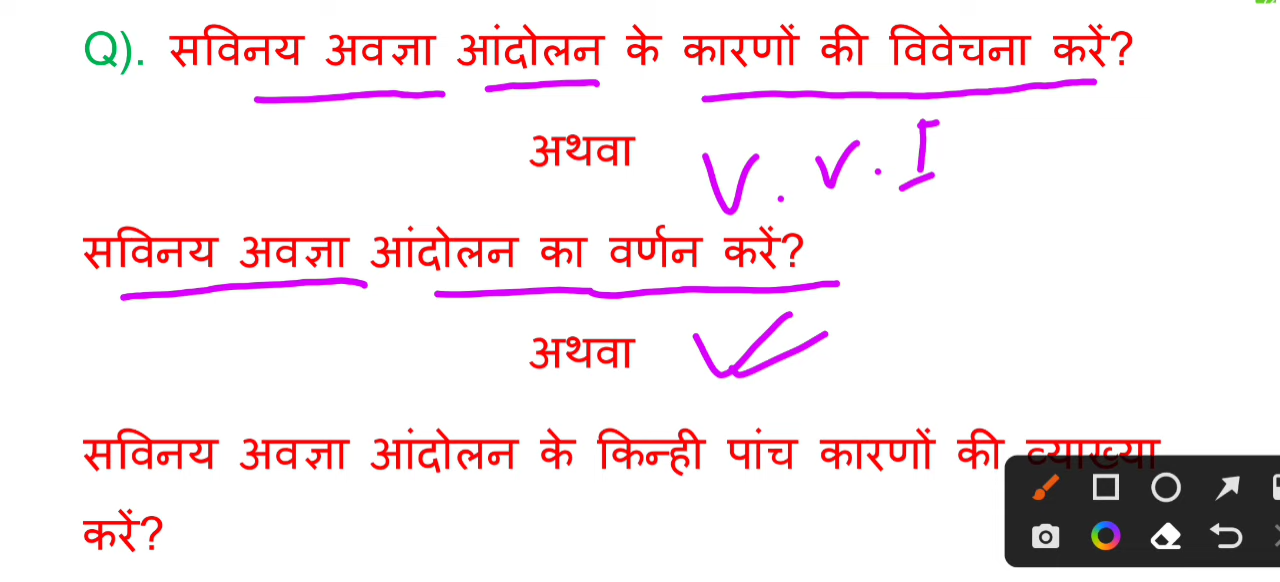 Q). सविनय अवज्ञा आंदोलन के कारणों की विवेचना करें?
अथवा
V. V. I
सविनय अवज्ञा आंदोलन का वर्णन करें?
अथवा
सविनय अवज्ञा आंदोलन के किन्ही पांच कारणों की व्याख्या
करें?